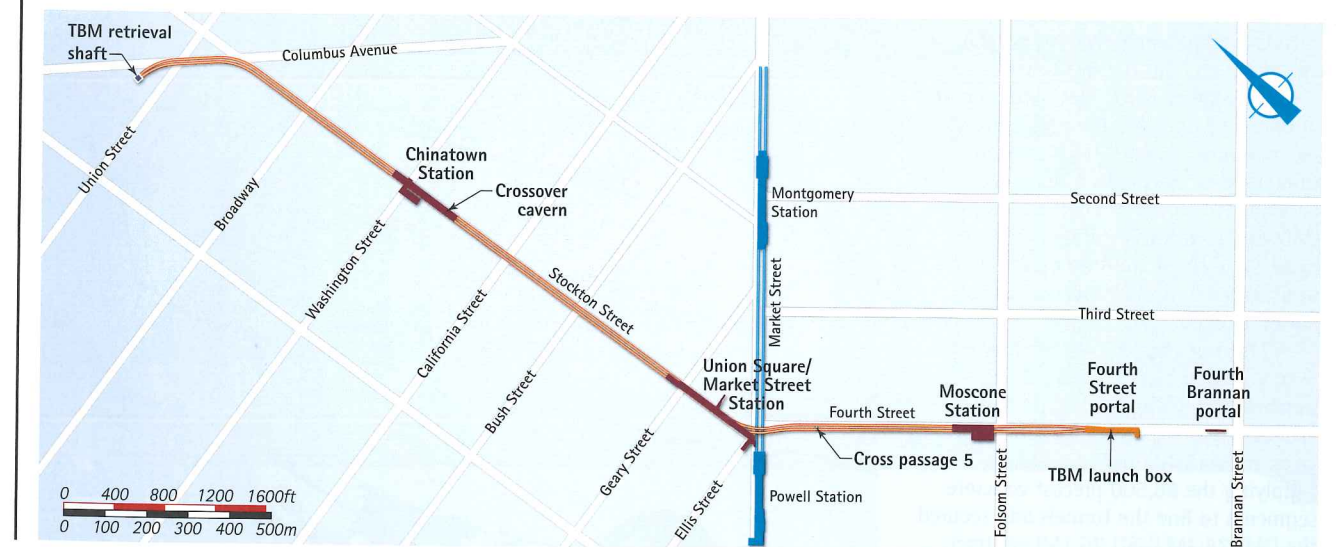 TBM retrieval
shaft
Columbus Avenue
Union Street
Broadway
Chinatown
Station
Crossover
cavern
Washington Street
California Street
Stockton Street
Bush Street
Geary Street
Ellis Street
Montgomery
Station
Market Street
Second Street
Third Street
Union Square/
Market Street
Station
Fourth Street
Moscone
Station
Fourth
Street
portal
Fourth
Brannan
portal
Cross passage 5
TBM launch box
Powell Station
Folsom Street
Brannan Street
0 400 800 1200 1600ft
0 100 200 300 400 500m